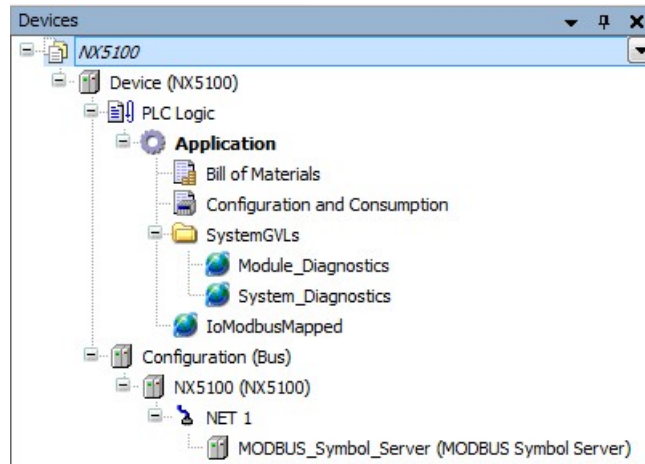 Devices
NX5100
Device (NX5100)
PLC Logic
Application
Bill of Materials
Configuration and Consumption
SystemGVLs
Module_Diagnostics
System_Diagnostics
IoModbusMapped
Configuration (Bus)
NX5100 (NX5100)
NET 1
MODBUS_Symbol_Server (MODBUS Symbol Server)